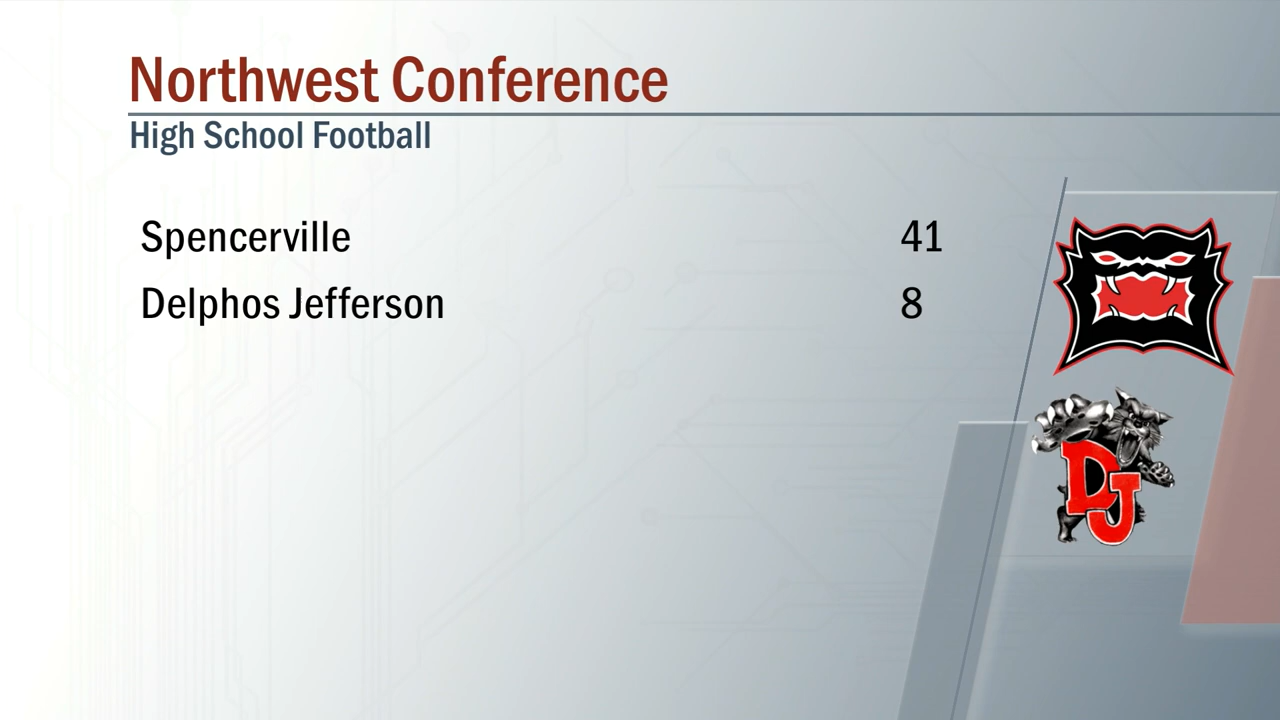 Northwest Conference
High School Football
Spencerville 41
Delphos Jefferson 8
DJ